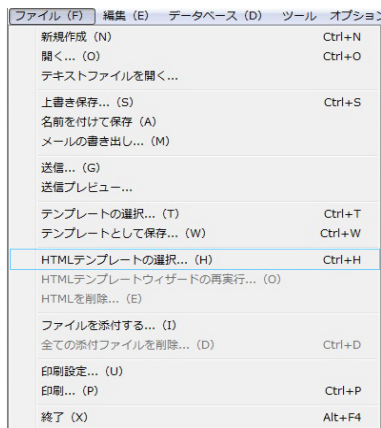 ファイル（F） 編集（E） データベース（D） ツール オプション
新規作成（N） Ctrl+N
開く...（O） Ctrl+O
テキストファイルを開く...
上書き保存...（S） Ctrl+S
名前を付けて保存（A）
メールの書き出し...（M）
送信...（G）
送信プレビュー...
テンプレートの選択...（T） Ctrl+T
テンプレートとして保存...（W） Ctrl+W
HTMLテンプレートの選択...（H） Ctrl+H
HTMLテンプレートウィザードの再実行...（O）
HTMLを削除...（E）
ファイルを添付する...（I）
全ての添付ファイルを削除...（D） Ctrl+D
印刷設定...（U）
印刷...（P） Ctrl+P
終了（X） Alt+F4